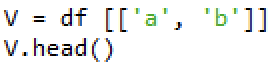 V = df [['a', 'b']]
V.head()